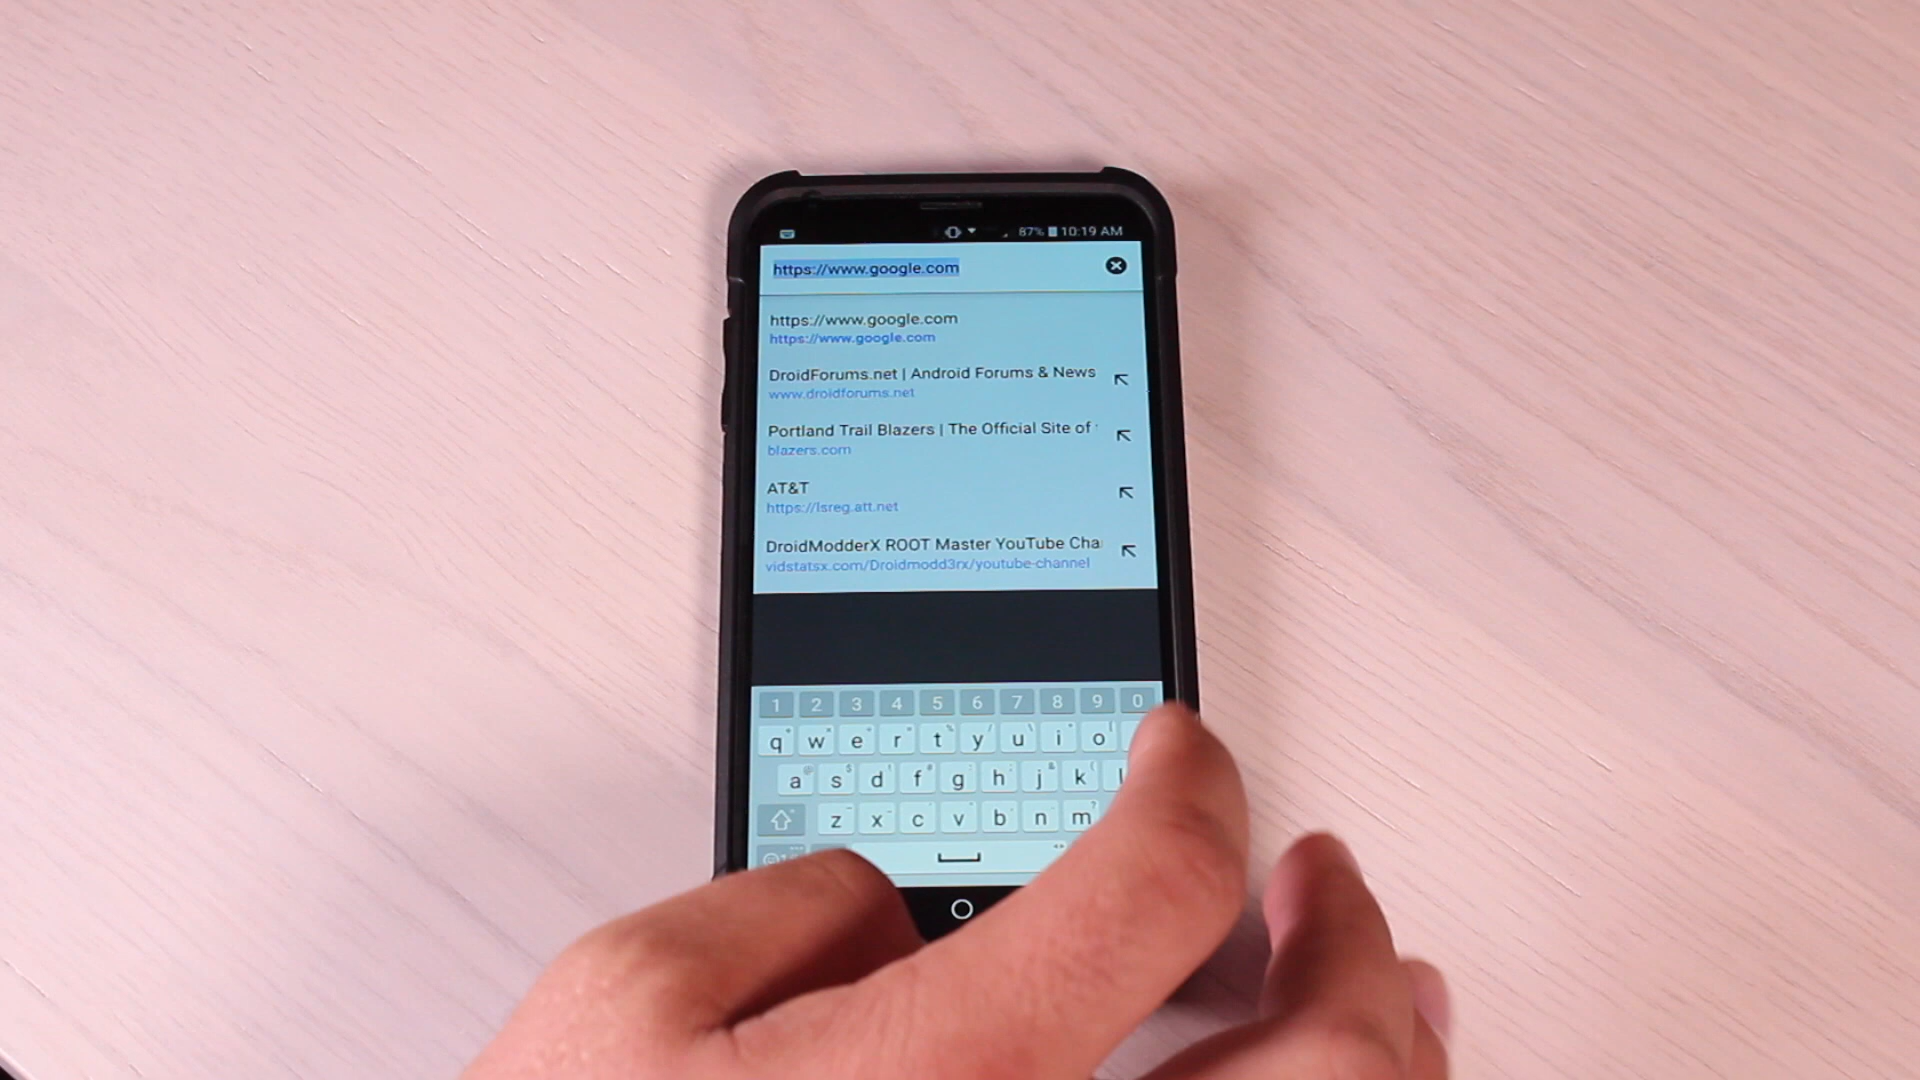 87% 10:19 AM
https://www.google.com
https://www.google.com
https://www.google.com
DroidForums.net | Android Forums & News
www.droidforums.net
Portland Trail Blazers | The Official Site of
blazers.com
AT&T
https://lsreg.att.net
DroidModderX ROOT Master YouTube Cha
vidstatsx.com/Droidmodd3rx/youtube-channel
1 2 3 4 5 6 7 8 9 0
q w e r t y u i o
a s d f g h j k l
z x c v b n m